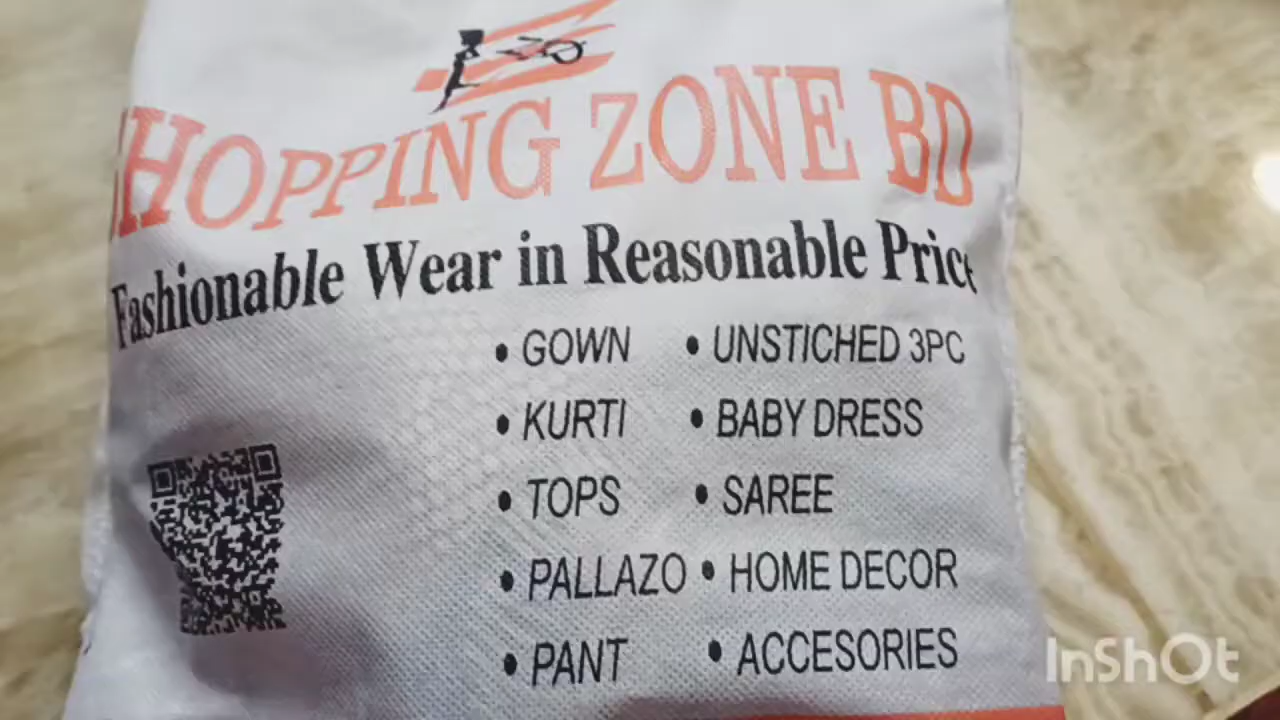 SHOPPING ZONE BD
Fashionable Wear in Reasonable Price
• GOWN • UNSTICHED 3PC
• KURTI • BABY DRESS
• TOPS • SAREE
• PALLAZO • HOME DECOR
• PANT • ACCESORIES
InShOt